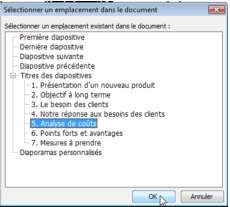 Sélectionner un emplacement dans le document
Sélectionner un emplacement existant dans le document :
Première diapositive
Dernière diapositive
Diapositive suivante
Diapositive précédente
Titres des diapositives
1. Présentation d'un nouveau produit
2. Objectif à long terme
3. Le besoin des clients
4. Notre réponse aux besoins des clients
5. Analyse de coûts
6. Points forts et avantages
7. Mesures à prendre
Diaporamas personnalisés
OK
Annuler